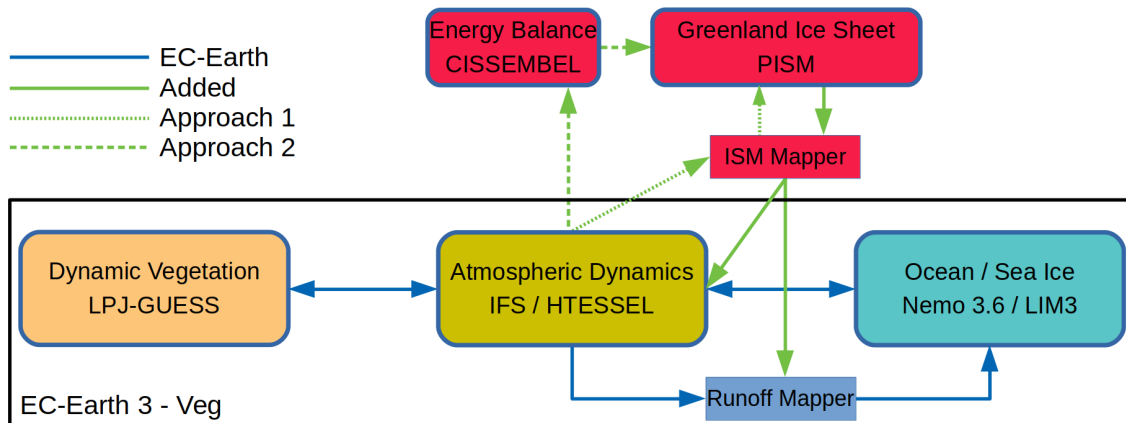 EC-Earth
Added
Approach 1
Approach 2
Energy Balance
CISSEMBEL
Greenland Ice Sheet
PISM
ISM Mapper
Dynamic Vegetation
LPJ-GUESS
Atmospheric Dynamics
IFS / HTESSEL
Ocean / Sea Ice
Nemo 3.6 / LIM3
Runoff Mapper
EC-Earth 3 - Veg